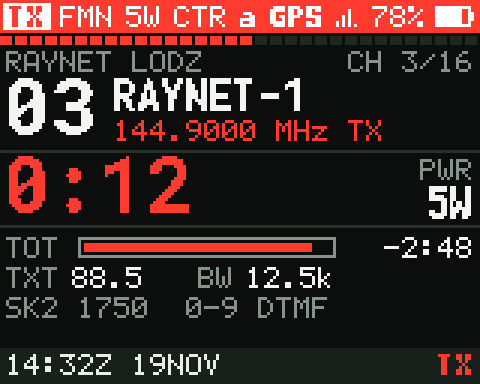 TX FMN 5W CTR a GPS 78%
RAYNET LODZ CH 3/16
03 RAYNET-1
144.9000 MHz TX
0:12 PWR
5W
TOT -2:48
TXT 88.5 BW 12.5k
SK2 1750 0-9 DTMF
14:32Z 19NOV TX